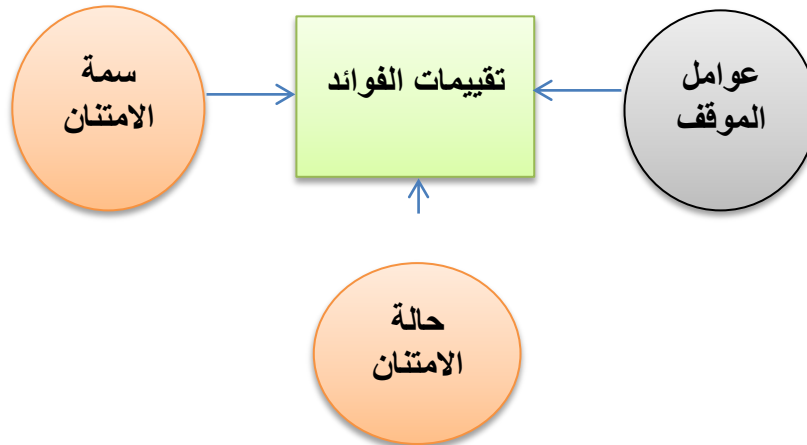 عوامل
الموقف
تقييمات الفوائد
سمة
الامتنان
حالة
الامتنان